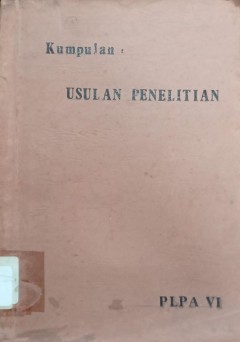 Kumpulan :
USULAN PENELITIAN
PLPA VI